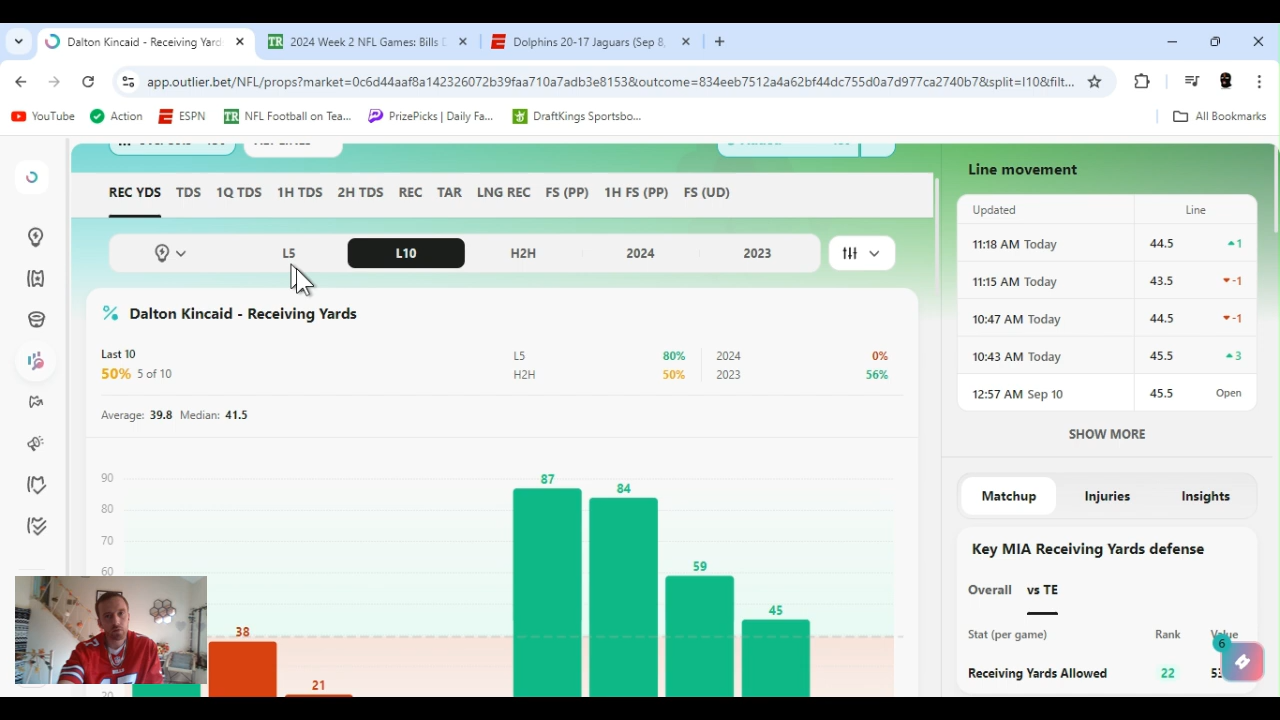 Dalton Kincaid - Receiving Yard
2024 Week 2 NFL Games: Bills
Dolphins 20-17 Jaguars (Sep 8,
app.outlier.bet/NFL/props?market=0c6d44aaf8a142326072b39faa710a7adb3e8153&outcome=834eeb7512a4a62bf44dc755d0a7d977ca2740b7&split=l10&filt...
YouTube Action ESPN NFL Football on Tea... PrizePicks | Daily Fa... DraftKings Sportsbo... All Bookmarks
REC YDS TDS 1Q TDS 1H TDS 2H TDS REC TAR LNG REC FS (PP) 1H FS (PP) FS (UD)
L5 L10 H2H 2024 2023
Dalton Kincaid - Receiving Yards
Last 10
50% 5 of 10
L5 80% 2024 0%
H2H 50% 2023 56%
Average: 39.8 Median: 41.5
90
80
70
60
20
38
21
87
84
59
45
Line movement
Updated Line
11:18 AM Today 44.5 1
11:15 AM Today 43.5 -1
10:47 AM Today 44.5 -1
10:43 AM Today 45.5 3
12:57 AM Sep 10 45.5 Open
SHOW MORE
Matchup Injuries Insights
Key MIA Receiving Yards defense
Overall vs TE
Stat (per game) Rank Value
Receiving Yards Allowed 22
6
BILLS